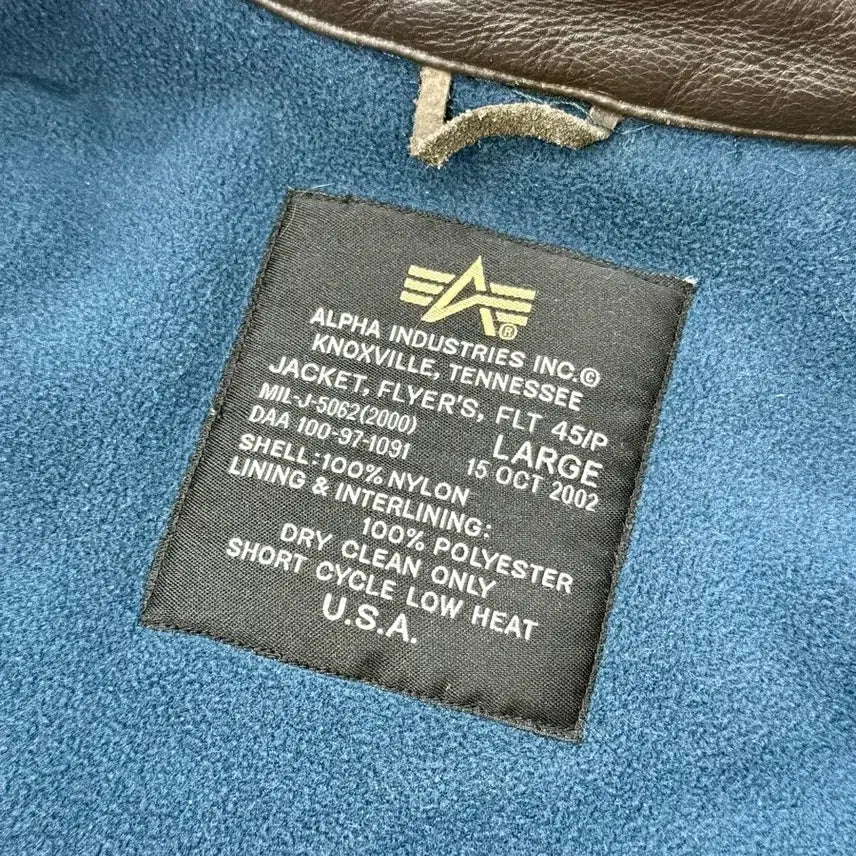 ®
ALPHA INDUSTRIES INC.©
KNOXVILLE, TENNESSEE
JACKET, FLYER'S, FLT 45/P
MIL-J-5062(2000) LARGE
DAA 100-97-1091 15 OCT 2002
SHELL:100% NYLON
LINING & INTERLINING:
100% POLYESTER
DRY CLEAN ONLY
SHORT CYCLE LOW HEAT
U.S.A.